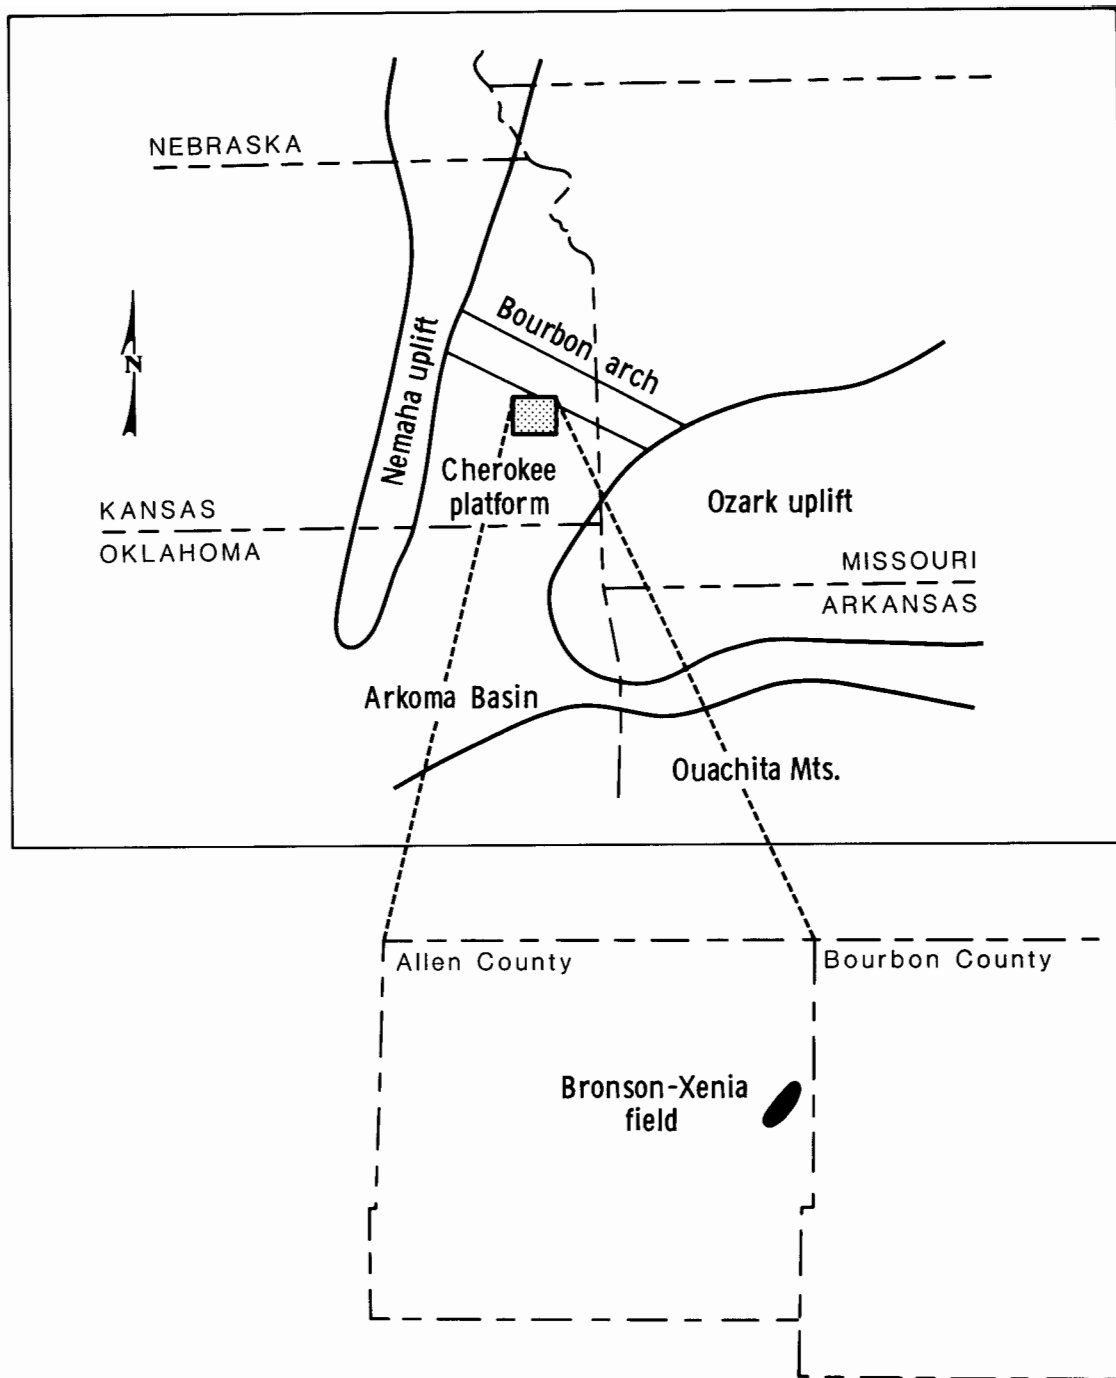 NEBRASKA
Bourbon arch
N
Nemaha uplift
Cherokee
platform
Ozark uplift
KANSAS
OKLAHOMA
MISSOURI
ARKANSAS
Arkoma Basin
Ouachita Mts.
Allen County
Bourbon County
Bronson-Xenia
field